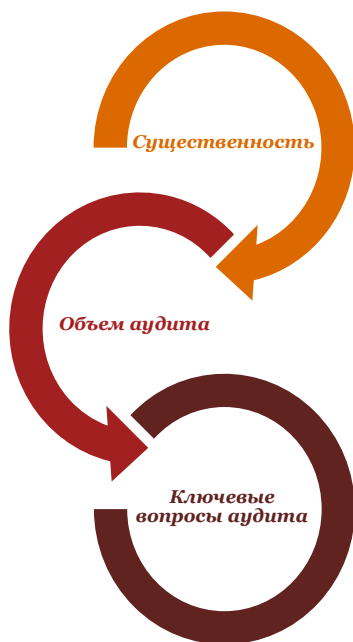 Существенность
Объем аудита
Ключевые
вопросы аудита